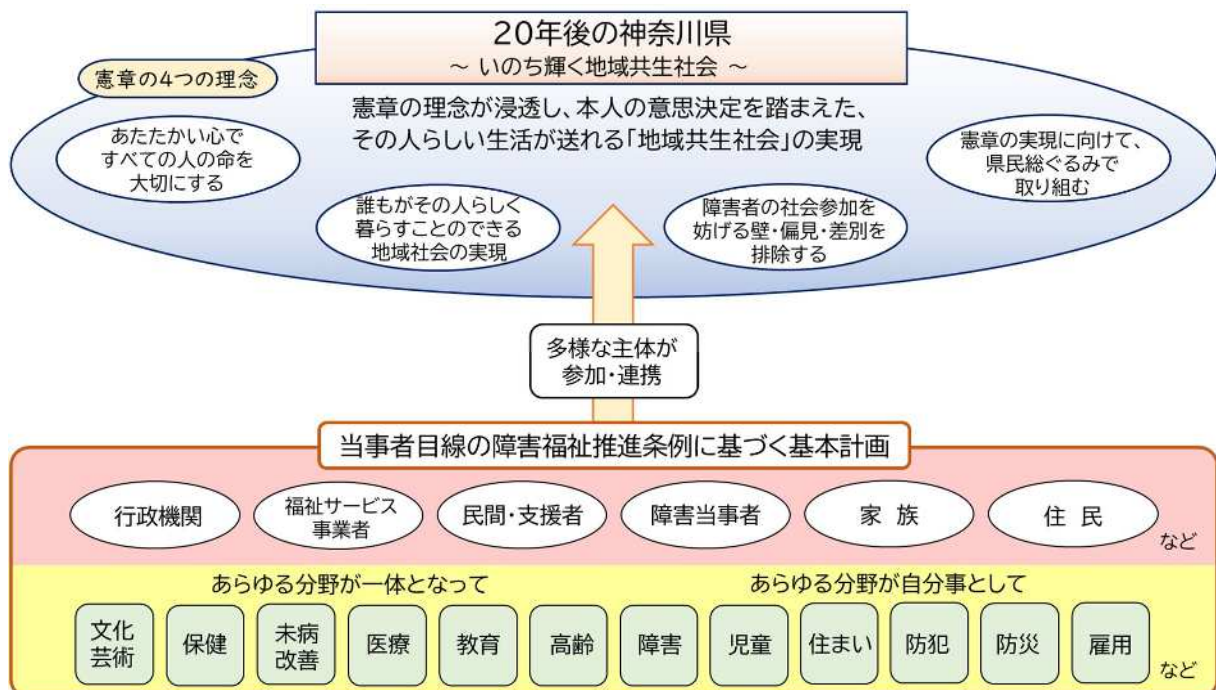 20年後の神奈川県
～ いのち輝く地域共生社会 ～
憲章の4つの理念
憲章の理念が浸透し、本人の意思決定を踏まえた、
その人らしい生活が送れる「地域共生社会」の実現
あたたかい心で
すべての人の命を
大切にする
誰もがその人らしく
暮らすことのできる
地域社会の実現
障害者の社会参加を
妨げる壁・偏見・差別を
排除する
憲章の実現に向けて、
県民総ぐるみで
取り組む
多様な主体が
参加・連携
当事者目線の障害福祉推進条例に基づく基本計画
行政機関
福祉サービス
事業者
民間・支援者
障害当事者
家 族
住 民
など
あらゆる分野が一体となって
あらゆる分野が自分事として
文化
芸術
保健
未病
改善
医療
教育
高齢
障害
児童
住まい
防犯
防災
雇用
など